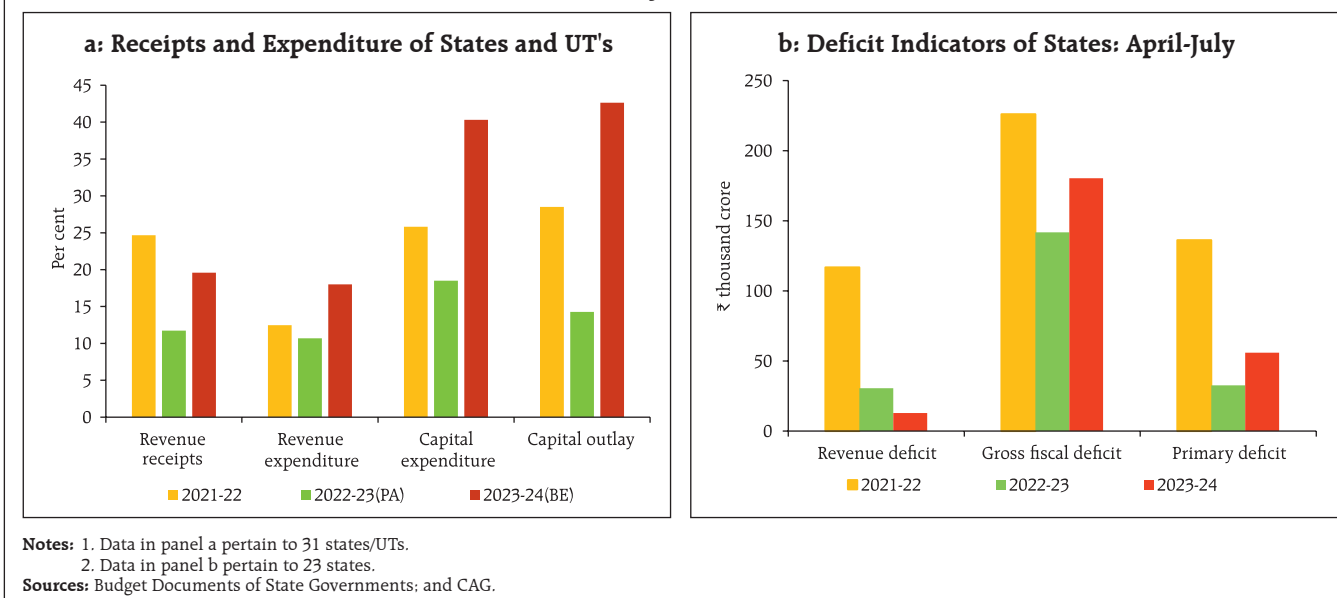 a: Receipts and Expenditure of States and UT's
45
40
35
30
25
20
15
10
5
0
Per cent
Revenue
receipts
Revenue
expenditure
Capital
expenditure
Capital outlay
2021-22
2022-23(PA)
2023-24(BE)
b: Deficit Indicators of States: April-July
250
200
150
100
50
0
₹ thousand crore
Revenue deficit
Gross fiscal deficit
Primary deficit
2021-22
2022-23
2023-24
Notes: 1. Data in panel a pertain to 31 states/UTs.
2. Data in panel b pertain to 23 states.
Sources: Budget Documents of State Governments; and CAG.